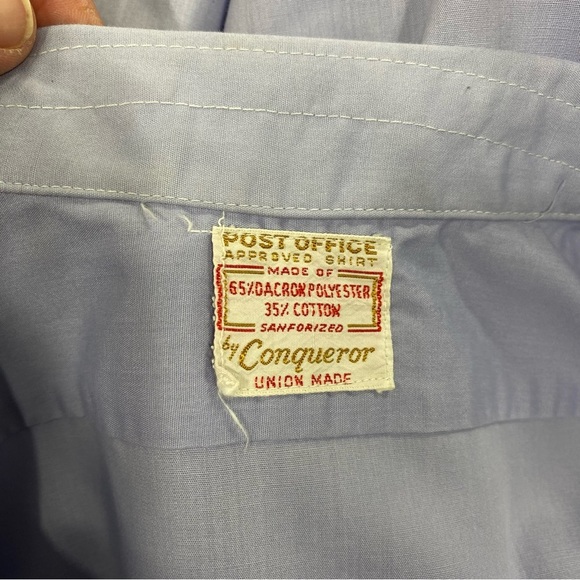 POST OFFICE
APPROVED SHIRT
MADE OF
65% DACRON POLYESTER
35% COTTON
SANFORIZED
by Conqueror
UNION MADE